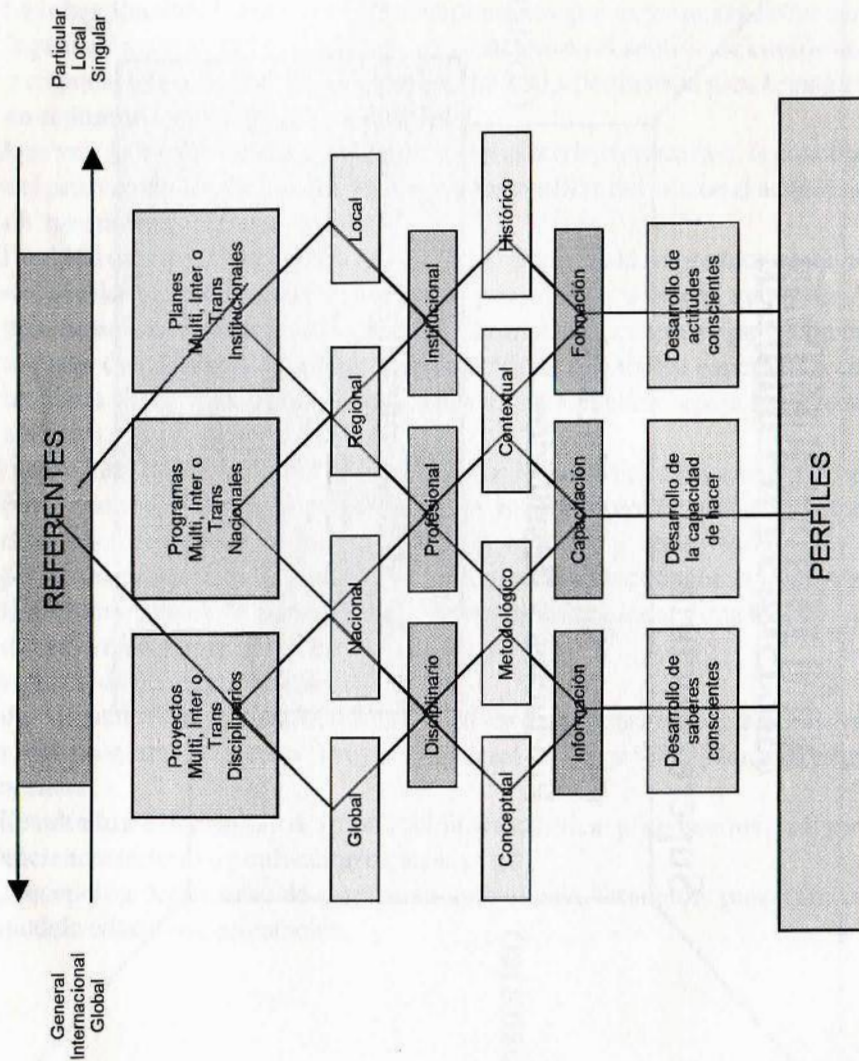 General
Internacional
Global
Particular
Local
Singular
REFERENTES
Proyectos
Multi, Inter o
Trans
Disciplinarios
Programas
Multi, Inter o
Trans
Nacionales
Planes
Multi, Inter o
Trans
Institucionales
Global
Nacional
Regional
Local
Disciplinario
Profesional
Institucional
Conceptual
Metodológico
Contextual
Histórico
Información
Capacitación
Formación
Desarrollo de
saberes
conscientes
Desarrollo de
la capacidad
de hacer
Desarrollo de
actitudes
conscientes
PERFILES